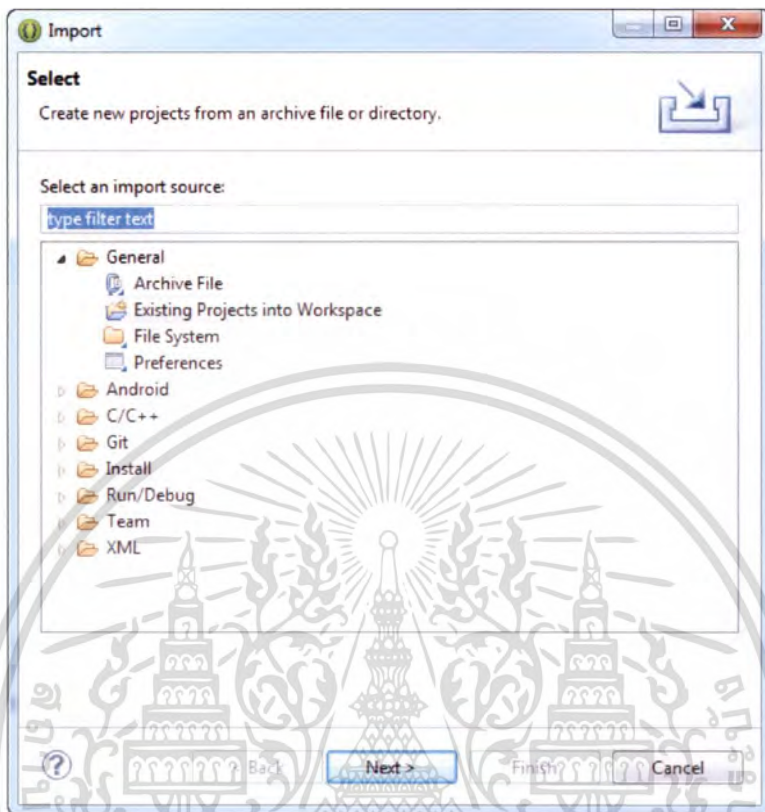 Import
Select
Create new projects from an archive file or directory.
Select an import source:
type filter text
General
Archive File
Existing Projects into Workspace
File System
Preferences
Android
C/C++
Git
Install
Run/Debug
Team
XML
? < Back Next > Finish Cancel